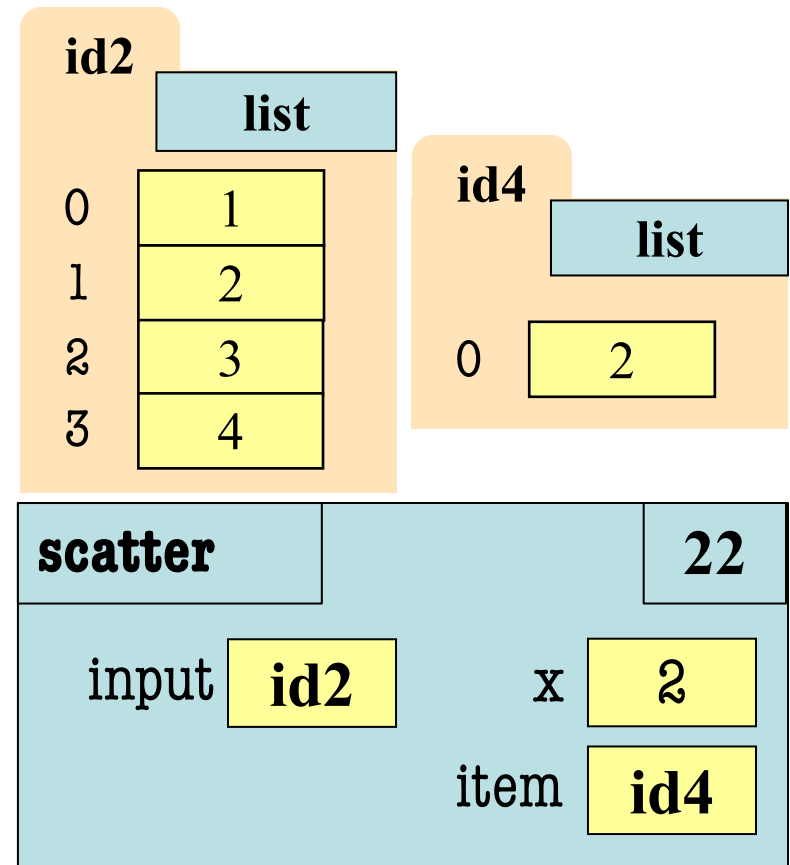 id2
list
0 1
1 2
2 3
3 4
id4
list
0 2
scatter 22
input id2 x 2
item id4